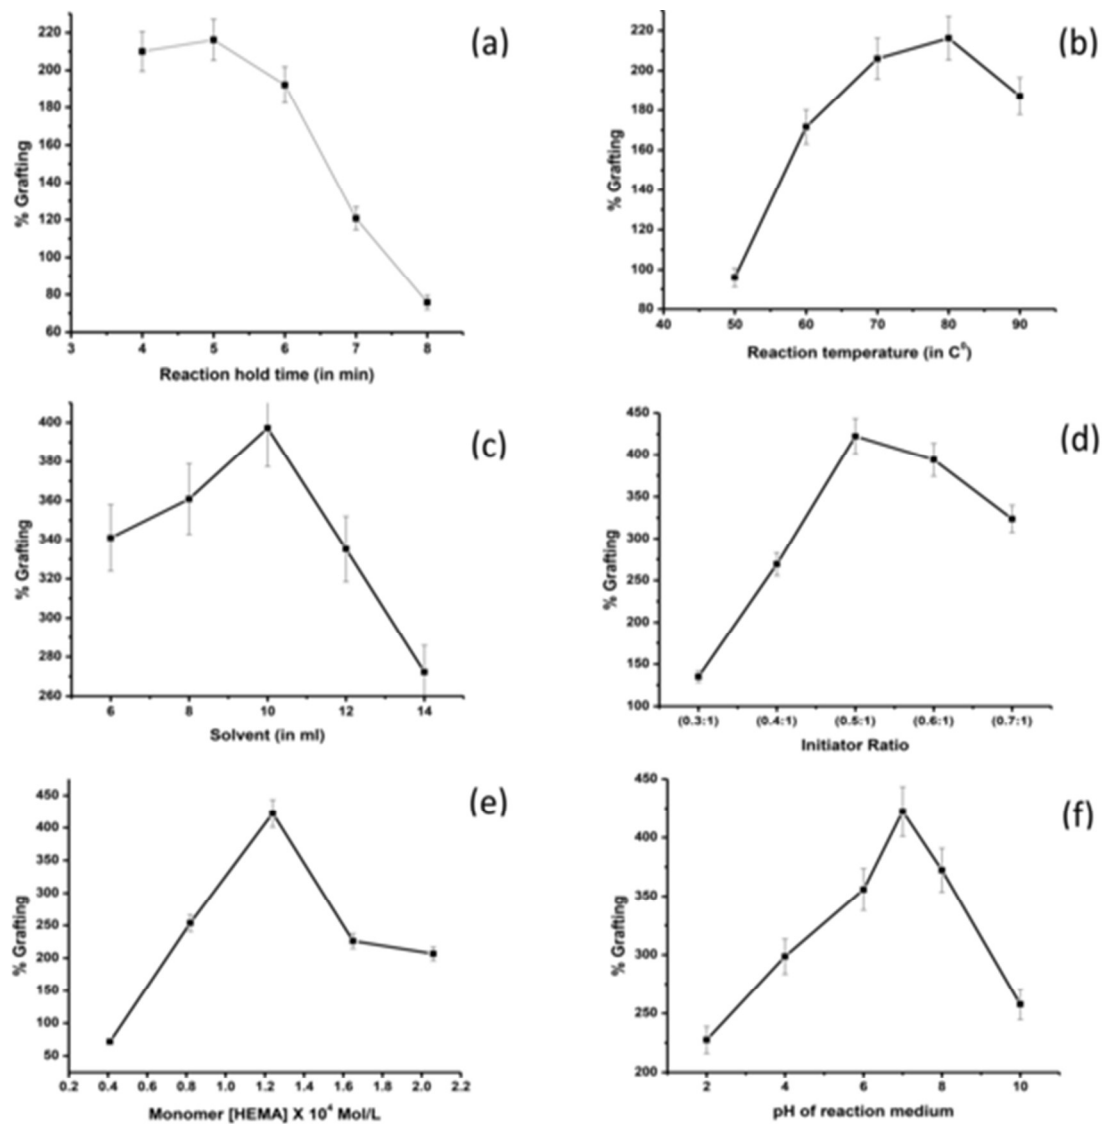 220
200
180
160
140
120
100
80
60
% Grafting
3 4 5 6 7 8
Reaction hold time (in min)
(a)
220
200
180
160
140
120
100
80
% Grafting
40 50 60 70 80 90
Reaction temperature (in C⁰)
(b)
400
380
360
340
320
300
280
260
% Grafting
6 8 10 12 14
Solvent (in ml)
(c)
450
400
350
300
250
200
150
100
% Grafting
(0.3:1) (0.4:1) (0.5:1) (0.6:1) (0.7:1)
Initiator Ratio
(d)
450
400
350
300
250
200
150
100
50
% Grafting
0.2 0.4 0.6 0.8 1.0 1.2 1.4 1.6 1.8 2.0 2.2
Monomer [HEMA] X 10⁴ Mol/L
(e)
450
400
350
300
250
200
% Grafting
2 4 6 8 10
pH of reaction medium
(f)